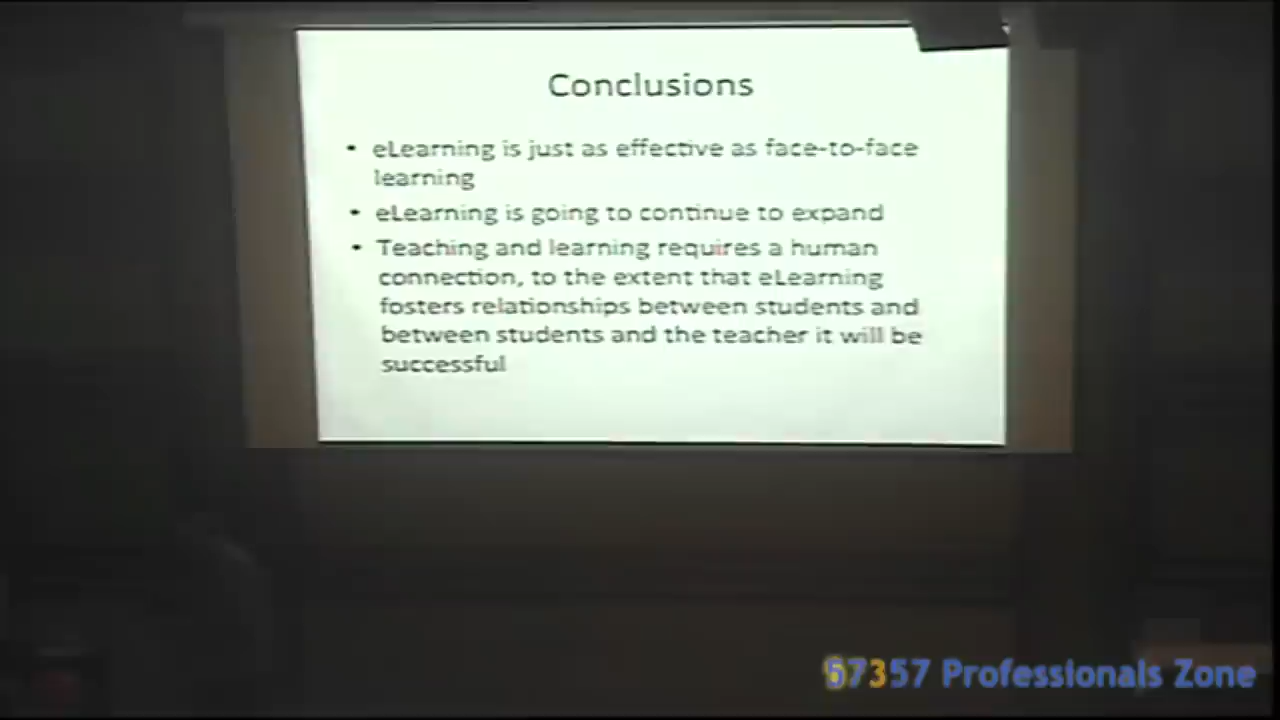 Conclusions
• eLearning is just as effective as face-to-face
learning
• eLearning is going to continue to expand
• Teaching and learning requires a human
connection, to the extent that eLearning
fosters relationships between students and
between students and the teacher it will be
successful
57357 Professionals Zone